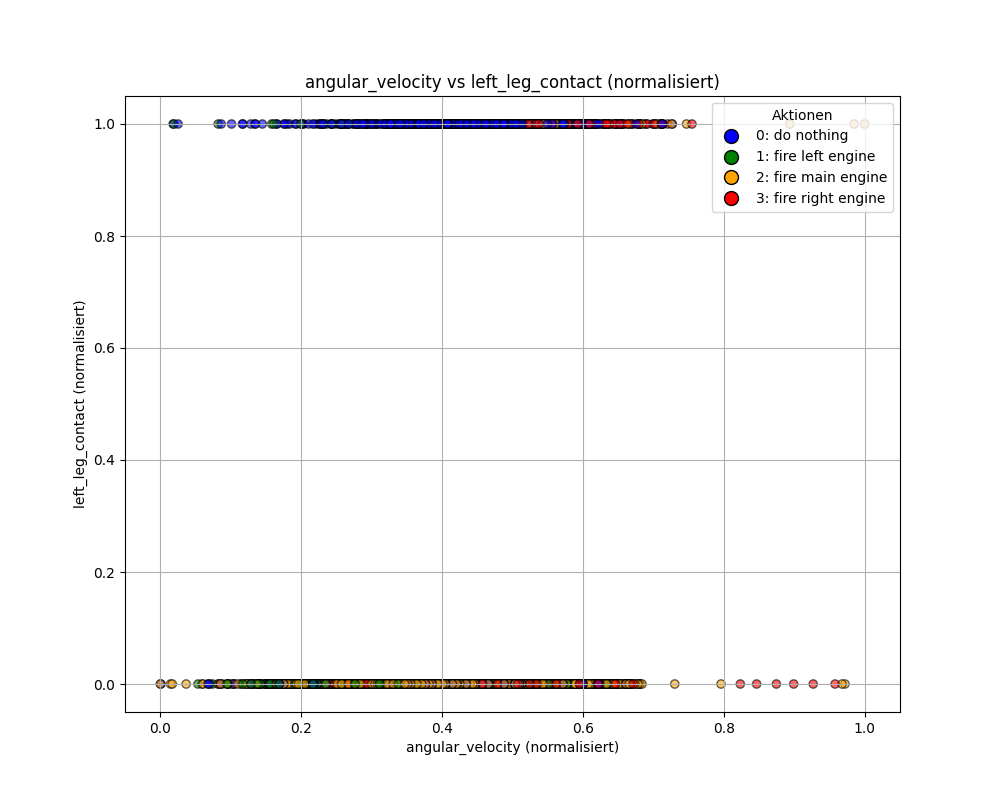 angular_velocity vs left_leg_contact (normalisiert)
Aktionen
0: do nothing
1: fire left engine
2: fire main engine
3: fire right engine
left_leg_contact (normalisiert)
1.0
0.8
0.6
0.4
0.2
0.0
0.0 0.2 0.4 0.6 0.8 1.0
angular_velocity (normalisiert)